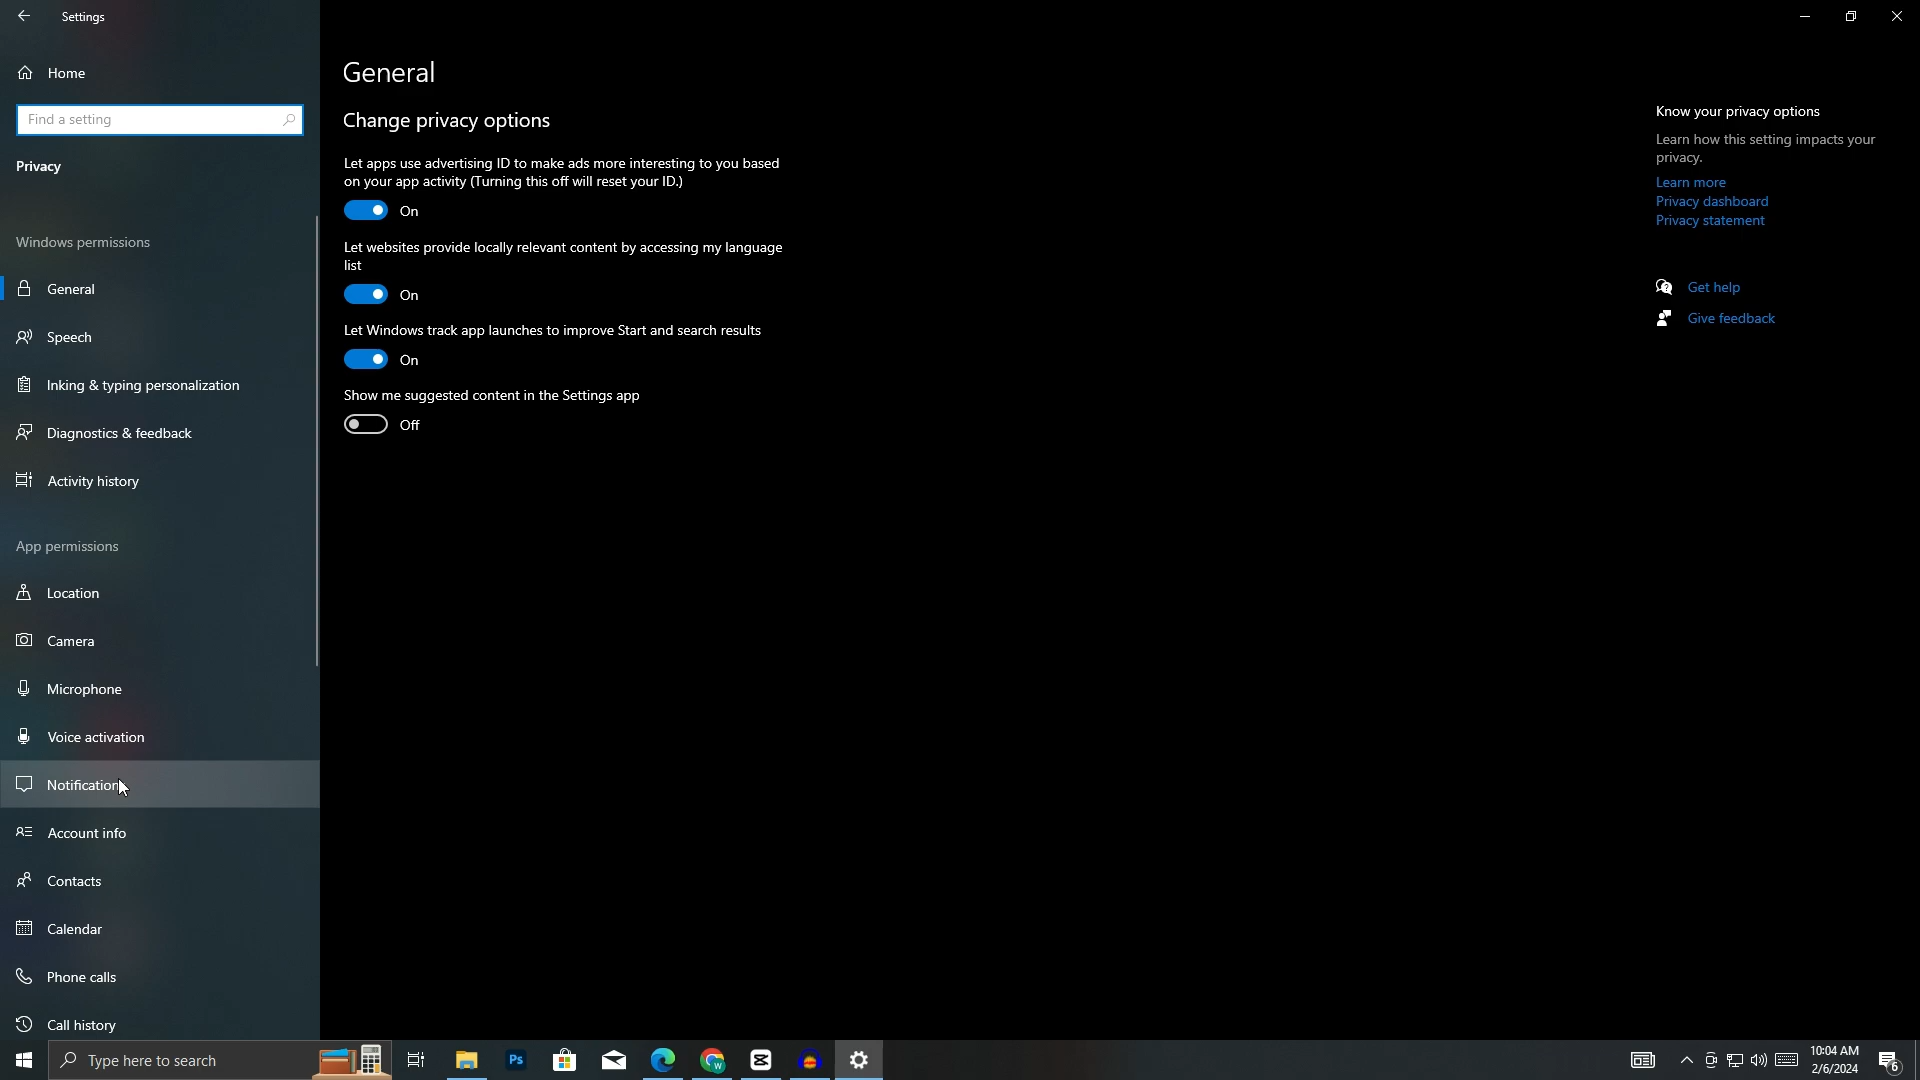 Settings
Home
Find a setting
Privacy
Windows permissions
General
Speech
Inking & typing personalization
Diagnostics & feedback
Activity history
App permissions
Location
Camera
Microphone
Voice activation
Notification
Account info
Contacts
Calendar
Phone calls
Call history
General
Change privacy options
Let apps use advertising ID to make ads more interesting to you based
on your app activity (Turning this off will reset your ID.)
On
Let websites provide locally relevant content by accessing my language
list
On
Let Windows track app launches to improve Start and search results
On
Show me suggested content in the Settings app
Off
Know your privacy options
Learn how this setting impacts your
privacy.
Learn more
Privacy dashboard
Privacy statement
Get help
Give feedback
Type here to search
Ps
W
10:04 AM
2/6/2024
6